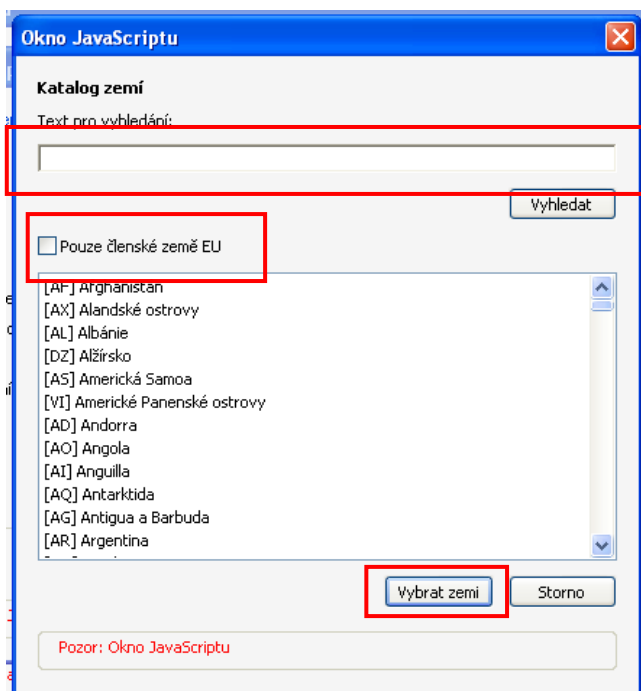 Okno JavaScriptu
Katalog zemí
Text pro vyhledání:
Vyhledat
Pouze členské země EU
[AF] Afghánistán
[AX] Alandské ostrovy
[AL] Albánie
[DZ] Alžírsko
[AS] Americká Samoa
[VI] Americké Panenské ostrovy
[AD] Andorra
[AO] Angola
[AI] Anguilla
[AQ] Antarktida
[AG] Antigua a Barbuda
[AR] Argentina
Vybrat zemi
Storno
Pozor: Okno JavaScriptu